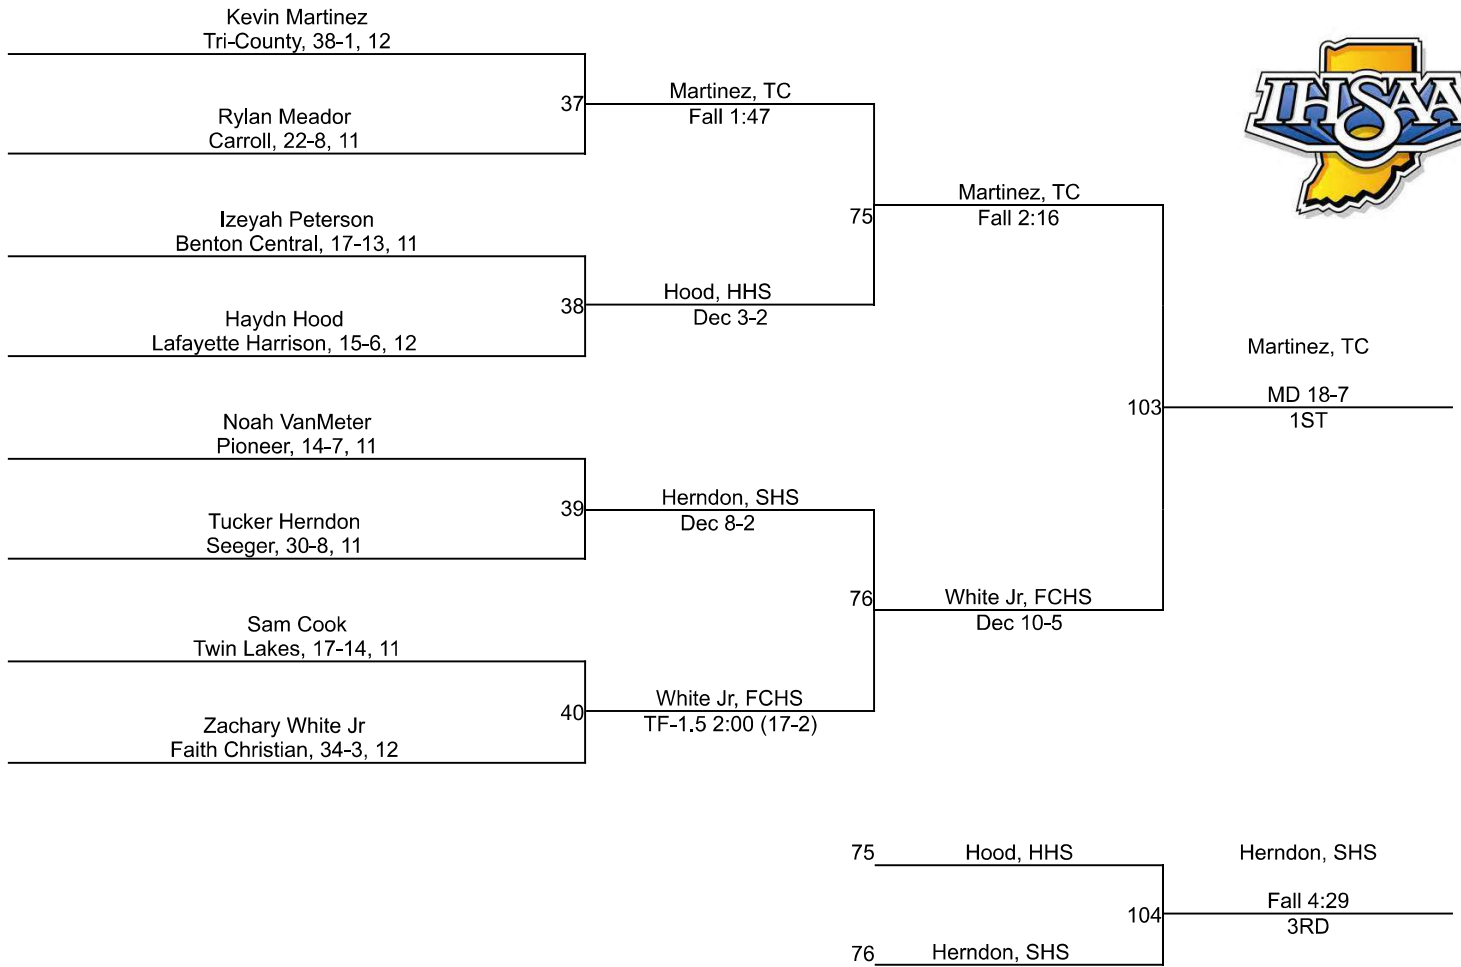 Kevin Martinez
Tri-County, 38-1, 12
37
Rylan Meador
Carroll, 22-8, 11
Martinez, TC
Fall 1:47
Izeyah Peterson
Benton Central, 17-13, 11
38
Haydn Hood
Lafayette Harrison, 15-6, 12
Hood, HHS
Dec 3-2
75
Martinez, TC
Fall 2:16
IHSAA
Noah VanMeter
Pioneer, 14-7, 11
39
Tucker Herndon
Seeger, 30-8, 11
Herndon, SHS
Dec 8-2
Sam Cook
Twin Lakes, 17-14, 11
40
Zachary White Jr
Faith Christian, 34-3, 12
White Jr, FCHS
TF-1.5 2:00 (17-2)
76
White Jr, FCHS
Dec 10-5
103
Martinez, TC
MD 18-7
1ST
75
Hood, HHS
76
Herndon, SHS
104
Herndon, SHS
Fall 4:29
3RD